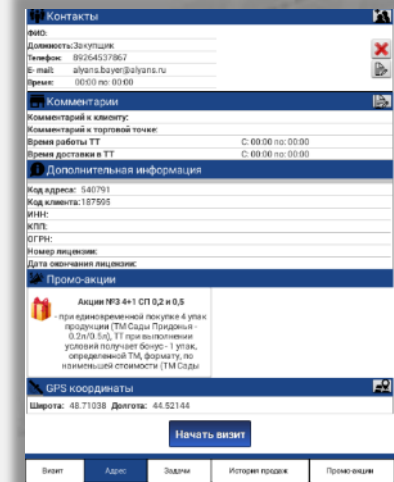 Контакты
ФИО:
Должность:Закупщик
Телефон: 89264537867
E- mail: alyans.bayer@alyans.ru
Время: 00:00 по: 00:00
Комментарии
Комментарий к клиенту:
Комментарий к торговой точке:
Время работы ТТ С: 00:00 по: 00:00
Время доставки в ТТ С: 00:00 по: 00:00
Дополнительная информация
Код адреса: 540791
Код клиента:187595
ИНН:
КПП:
ОГРН:
Номер лицензии:
Дата окончания лицензии:
Промо-акции
Акции №3 4+1 СП 0,2 и 0,5
- при единовременной
покупке 4 упак
продукции (ТМ Сады
Придонья -
0.2л/0.5л), ТТ при выполнении
условий получает бонус - 1 упак,
определенной ТМ, формату, по
наименьшей стоимости (ТМ Сады
GPS координаты
Широта: 48.71038 Долгота: 44.52144
Начать визит
Визит Адрес Задачи История продаж Промо-акции